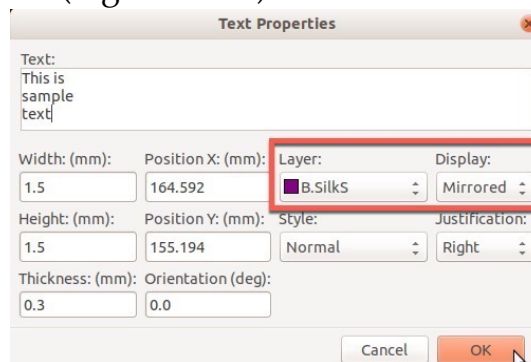 Text Properties
Text:
This is
sample
text
Width: (mm): Position X: (mm): Layer: Display:
1.5 164.592 B.SilkS Mirrored
Height: (mm): Position Y: (mm): Style: Justification:
1.5 155.194 Normal Right
Thickness: (mm): Orientation (deg):
0.3 0.0
Cancel OK